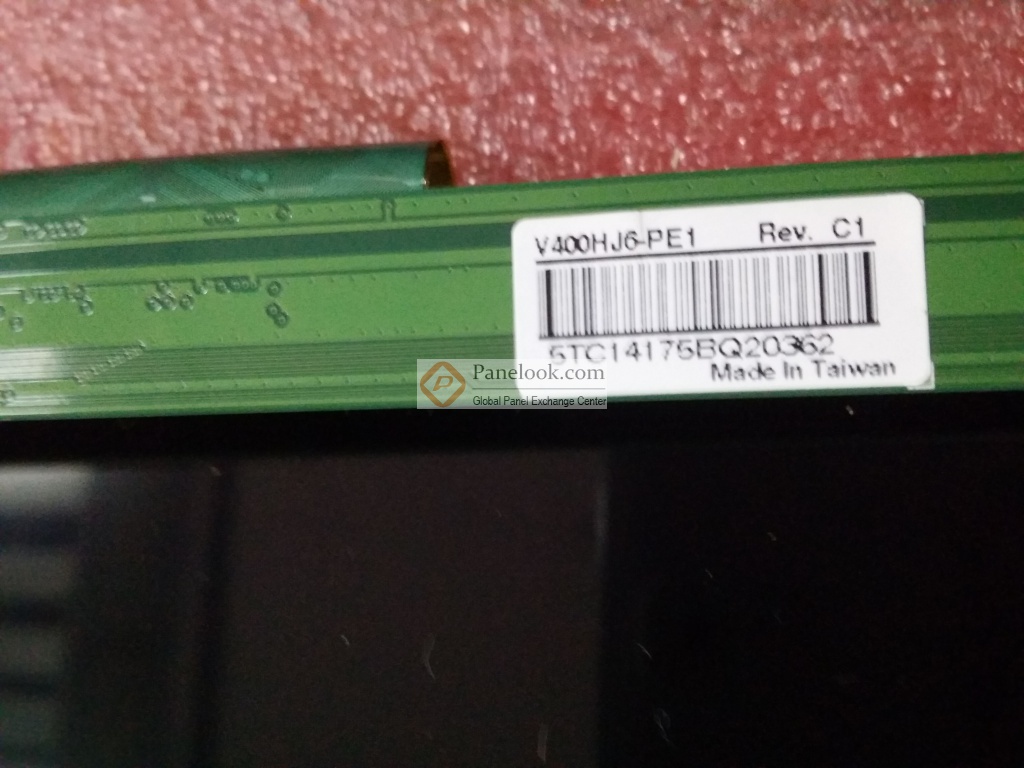 V400HJ6-PE1 Rev. C1
5TC14175BQ20362
Made In Taiwan
Panelook.com
Global Panel Exchange Center